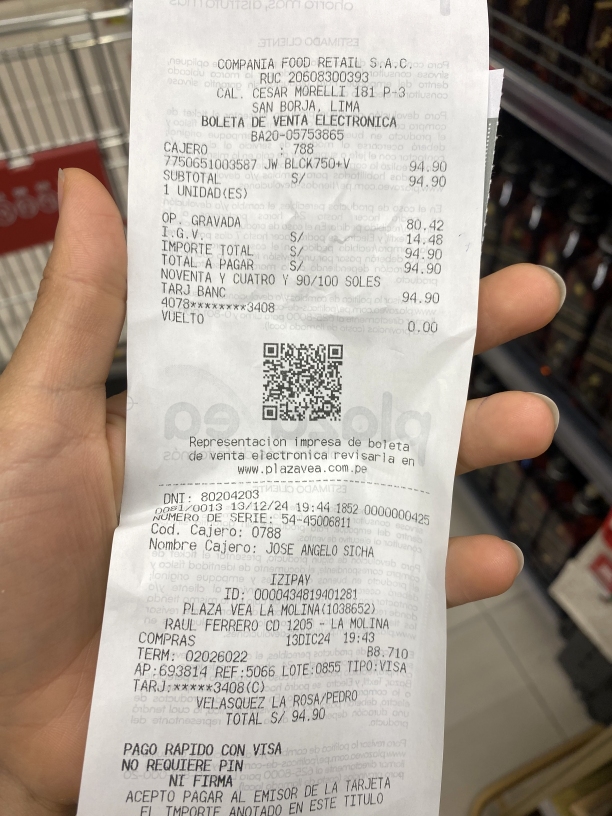 COMPANIA FOOD RETAIL S.A.C.
RUC 20608300393
CAL. CESAR MORELLI 181 P-3
SAN BORJA, LIMA
BOLETA DE VENTA ELECTRONICA
BA20-05753865
CAJERO : 788
7750651003587 JW BLCK750+V 94.90
SUBTOTAL S/ 94.90
1 UNIDAD(ES)
OP. GRAVADA 80.42
I.G.V. S/ 14.48
IMPORTE TOTAL S/ 94.90
TOTAL A PAGAR S/ 94.90
NOVENTA Y CUATRO Y 90/100 SOLES
TARJ BANC 94.90
4078********3408
VUELTO 0.00
Representacion impresa de boleta
de venta electronica revisarla en
www.plazavea.com.pe
DNI: 80204203
0081/0013 13/12/24 19:44 1852 0000000425
NUMERO DE SERIE: 54-45006811
Cod. Cajero: 0788
Nombre Cajero: JOSE ANGELO SICHA
IZIPAY
ID: 0000434819401281
PLAZA VEA LA MOLINA(1038652)
RAUL FERRERO CD 1205 - LA MOLINA
COMPRAS 13DIC24 19:43
TERM: 02026022 B8.710
AP:693814 REF:5066 LOTE:0855 TIPO:VISA
TARJ:*****3408(C)
VELASQUEZ LA ROSA/PEDRO
TOTAL S/ 94.90
PAGO RAPIDO CON VISA
NO REQUIERE PIN
NI FIRMA
ACEPTO PAGAR AL EMISOR DE LA TARJETA
EL IMPORTE ANOTADO EN ESTE TITULO